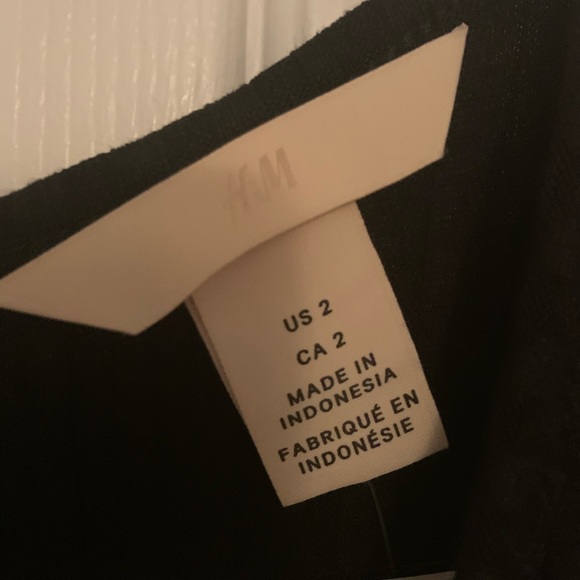 H&M
US 2
CA 2
MADE IN
INDONESIA
FABRIQUÉ EN
INDONÉSIE